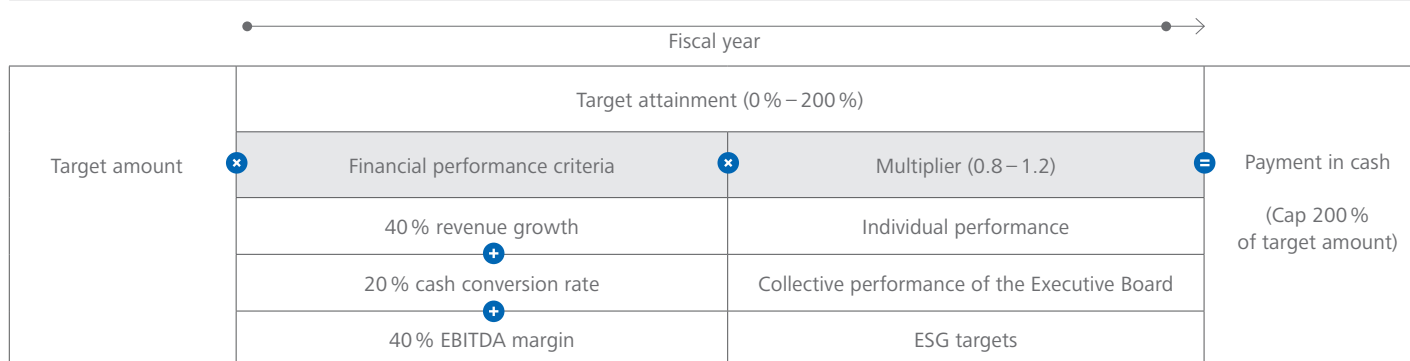 Fiscal year
Target attainment (0 % – 200 %)
Target amount
×
Financial performance criteria
×
Multiplier (0.8 – 1.2)
=
Payment in cash
(Cap 200 %
of target amount)
40 % revenue growth
Individual performance
+
20 % cash conversion rate
Collective performance of the Executive Board
+
40 % EBITDA margin
ESG targets